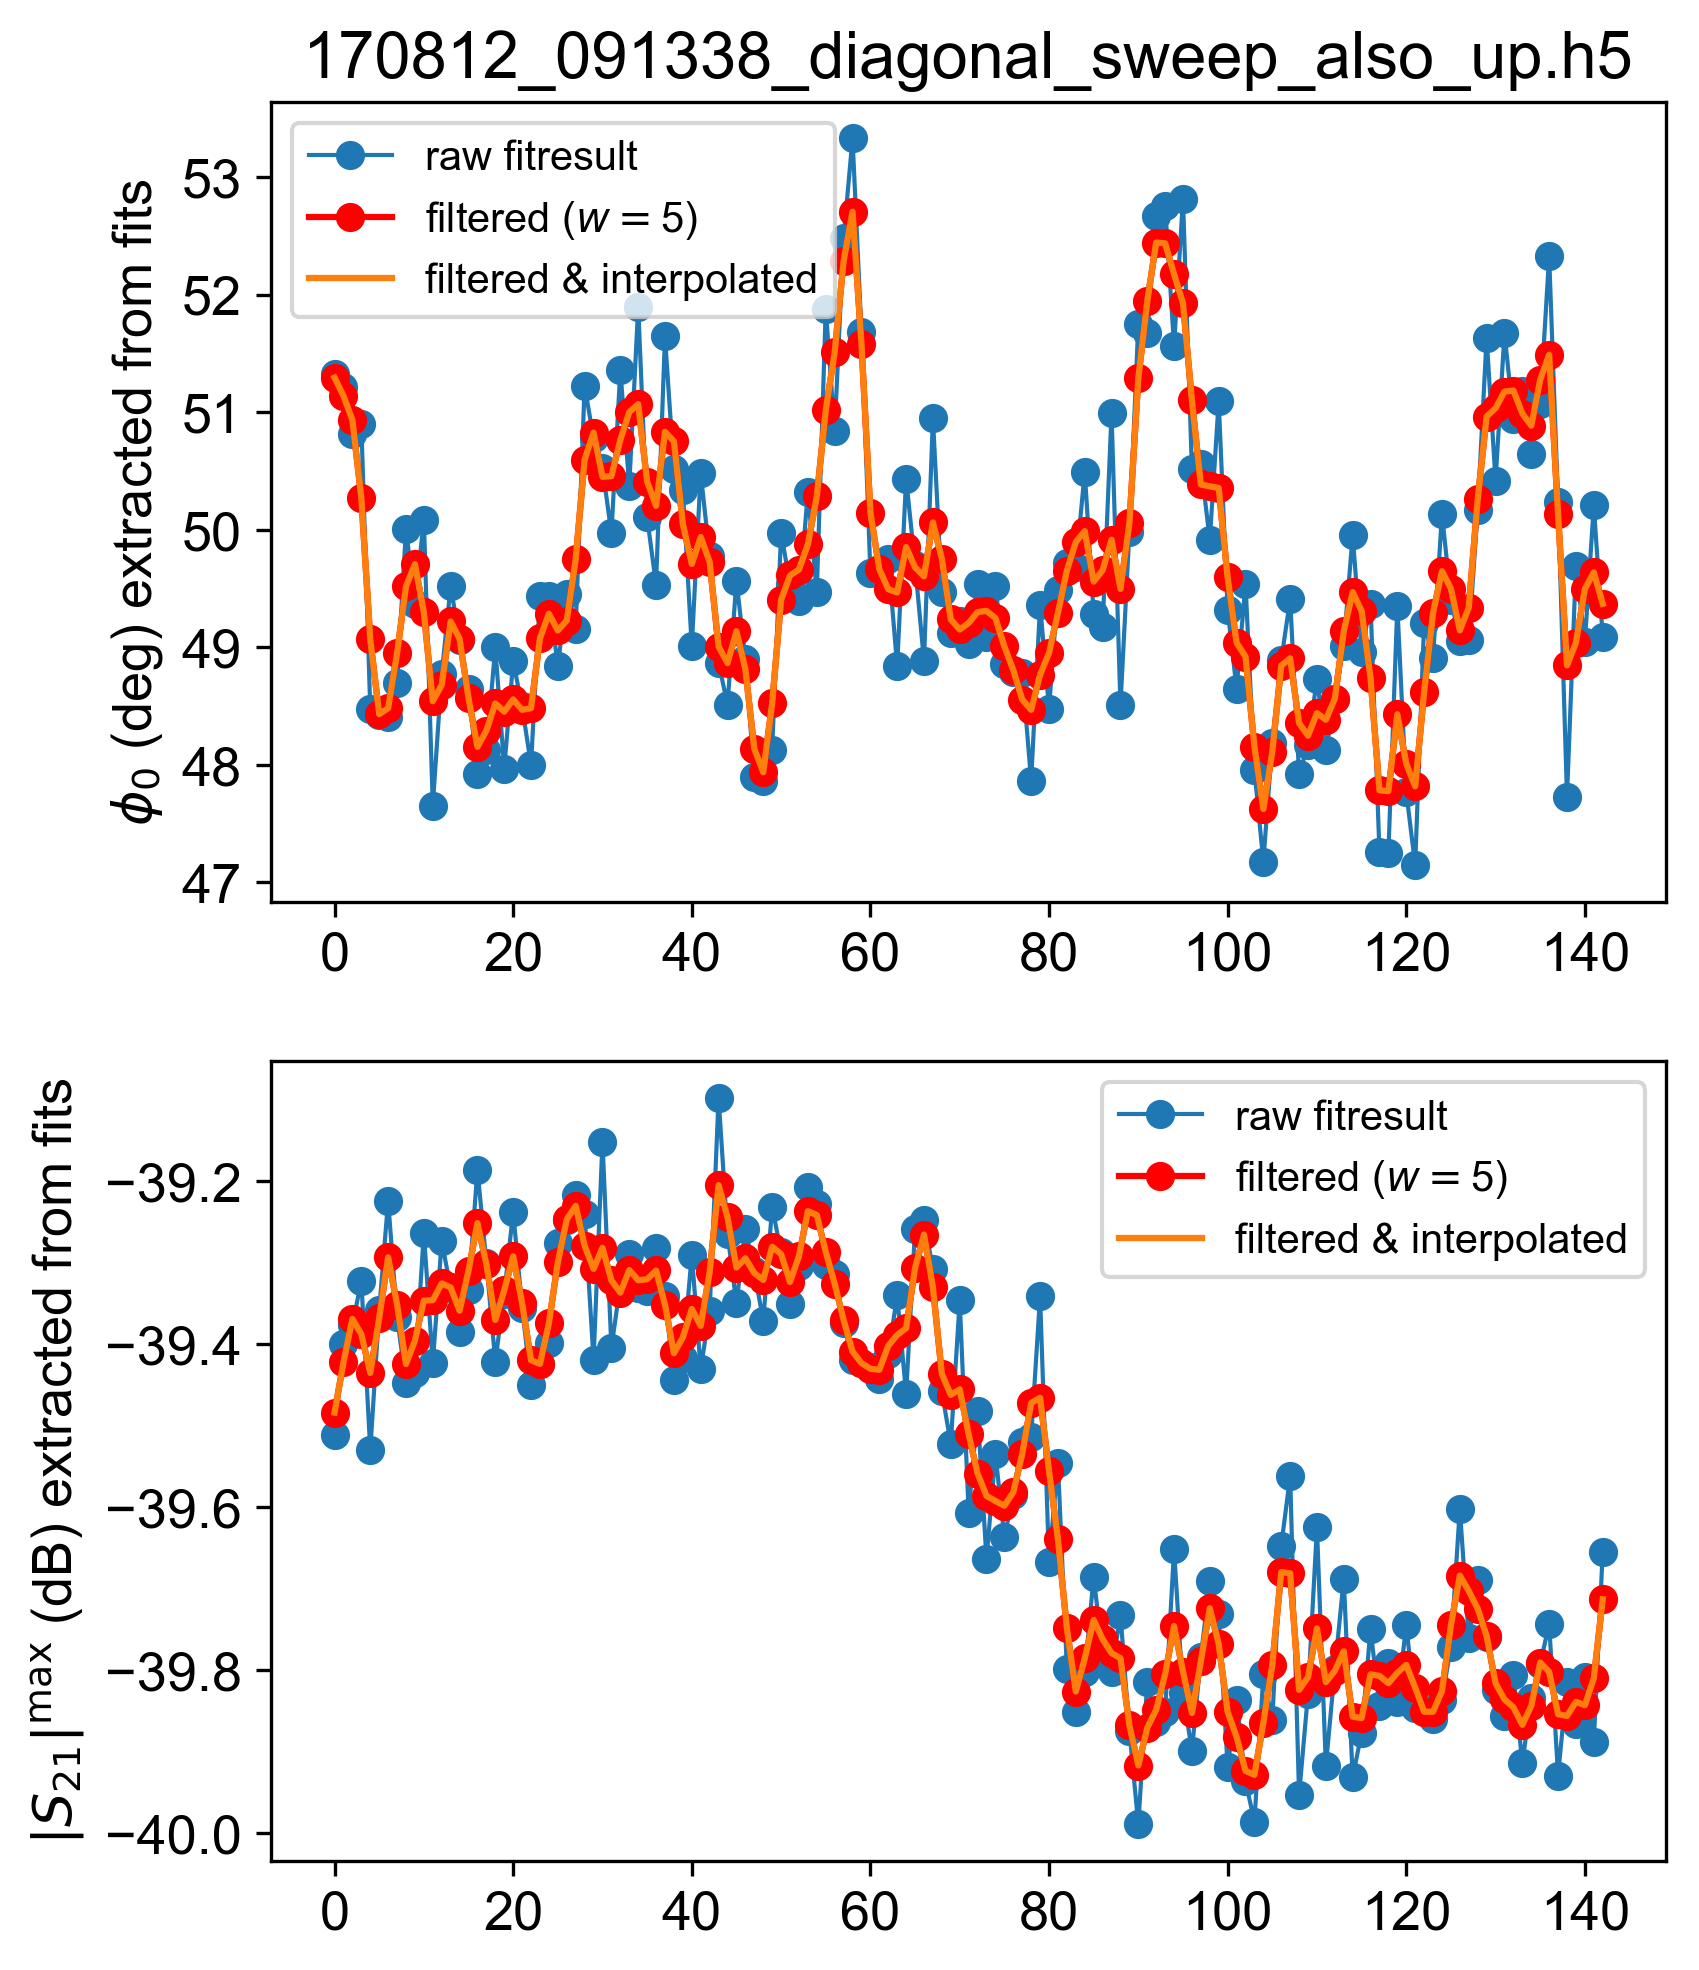 170812_091338_diagonal_sweep_also_up.h5
raw fitresult
filtered (w = 5)
filtered & interpolated
ϕ₀ (deg) extracted from fits
53
52
51
50
49
48
47
0 20 40 60 80 100 120 140
raw fitresult
filtered (w = 5)
filtered & interpolated
|S₂₁|ᵐᵃˣ (dB) extracted from fits
−39.2
−39.4
−39.6
−39.8
−40.0
0 20 40 60 80 100 120 140